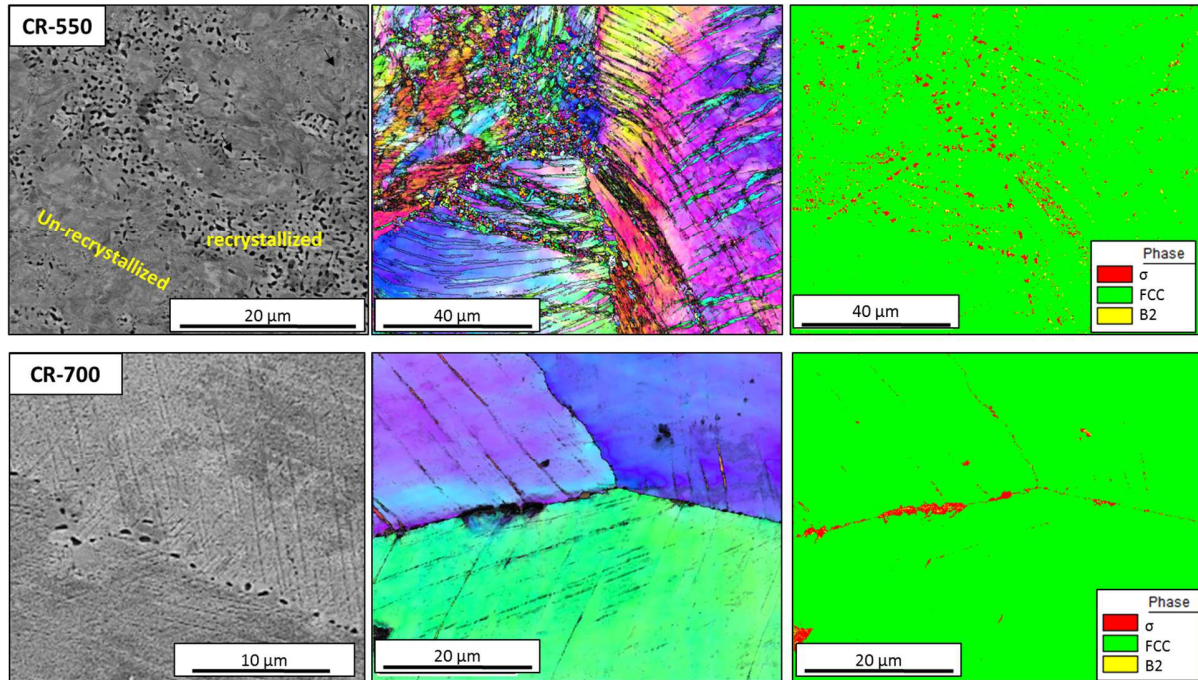 CR-550
Un-recrystallized
recrystallized
20 μm
40 μm
Phase
σ
FCC
B2
40 μm
CR-700
10 μm
20 μm
Phase
σ
FCC
B2
20 μm